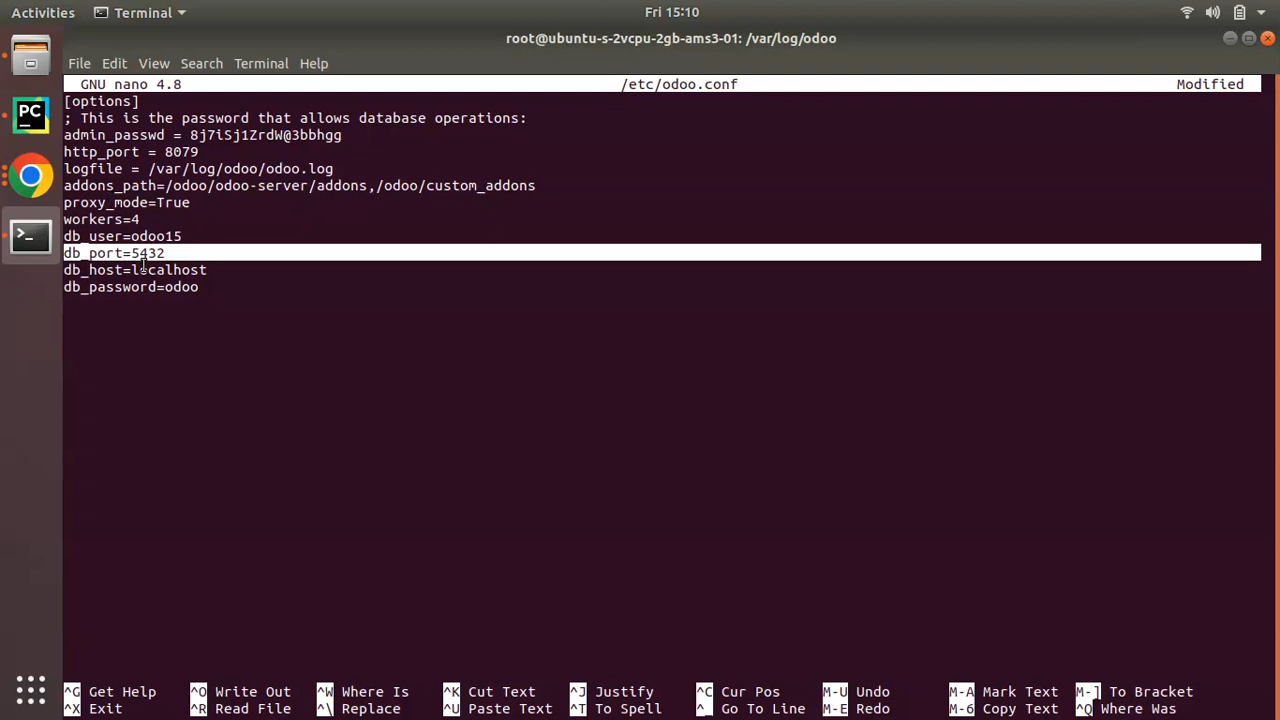 Activities Terminal Fri 15:10
root@ubuntu-s-2vcpu-2gb-ams3-01: /var/log/odoo
File Edit View Search Terminal Help
GNU nano 4.8 /etc/odoo.conf Modified
[options]
; This is the password that allows database operations:
admin_passwd = 8j7iSj1ZrdW@3bbhgg
http_port = 8079
logfile = /var/log/odoo/odoo.log
addons_path=/odoo/odoo-server/addons,/odoo/custom_addons
proxy_mode=True
workers=4
db_user=odoo15
db_port=5432
db_host=localhost
db_password=odoo
^G Get Help ^O Write Out ^W Where Is ^K Cut Text ^J Justify ^C Cur Pos M-U Undo M-A Mark Text M-] To Bracket
^X Exit ^R Read File ^\ Replace ^U Paste Text ^T To Spell ^_ Go To Line M-E Redo M-6 Copy Text ^Q Where Was
PC